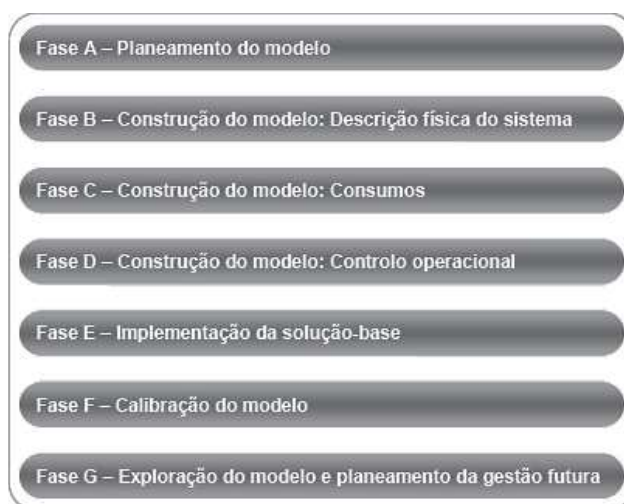 Fase A – Planeamento do modelo
Fase B – Construção do modelo: Descrição física do sistema
Fase C – Construção do modelo: Consumos
Fase D – Construção do modelo: Controlo operacional
Fase E – Implementação da solução-base
Fase F – Calibração do modelo
Fase G – Exploração do modelo e planeamento da gestão futura